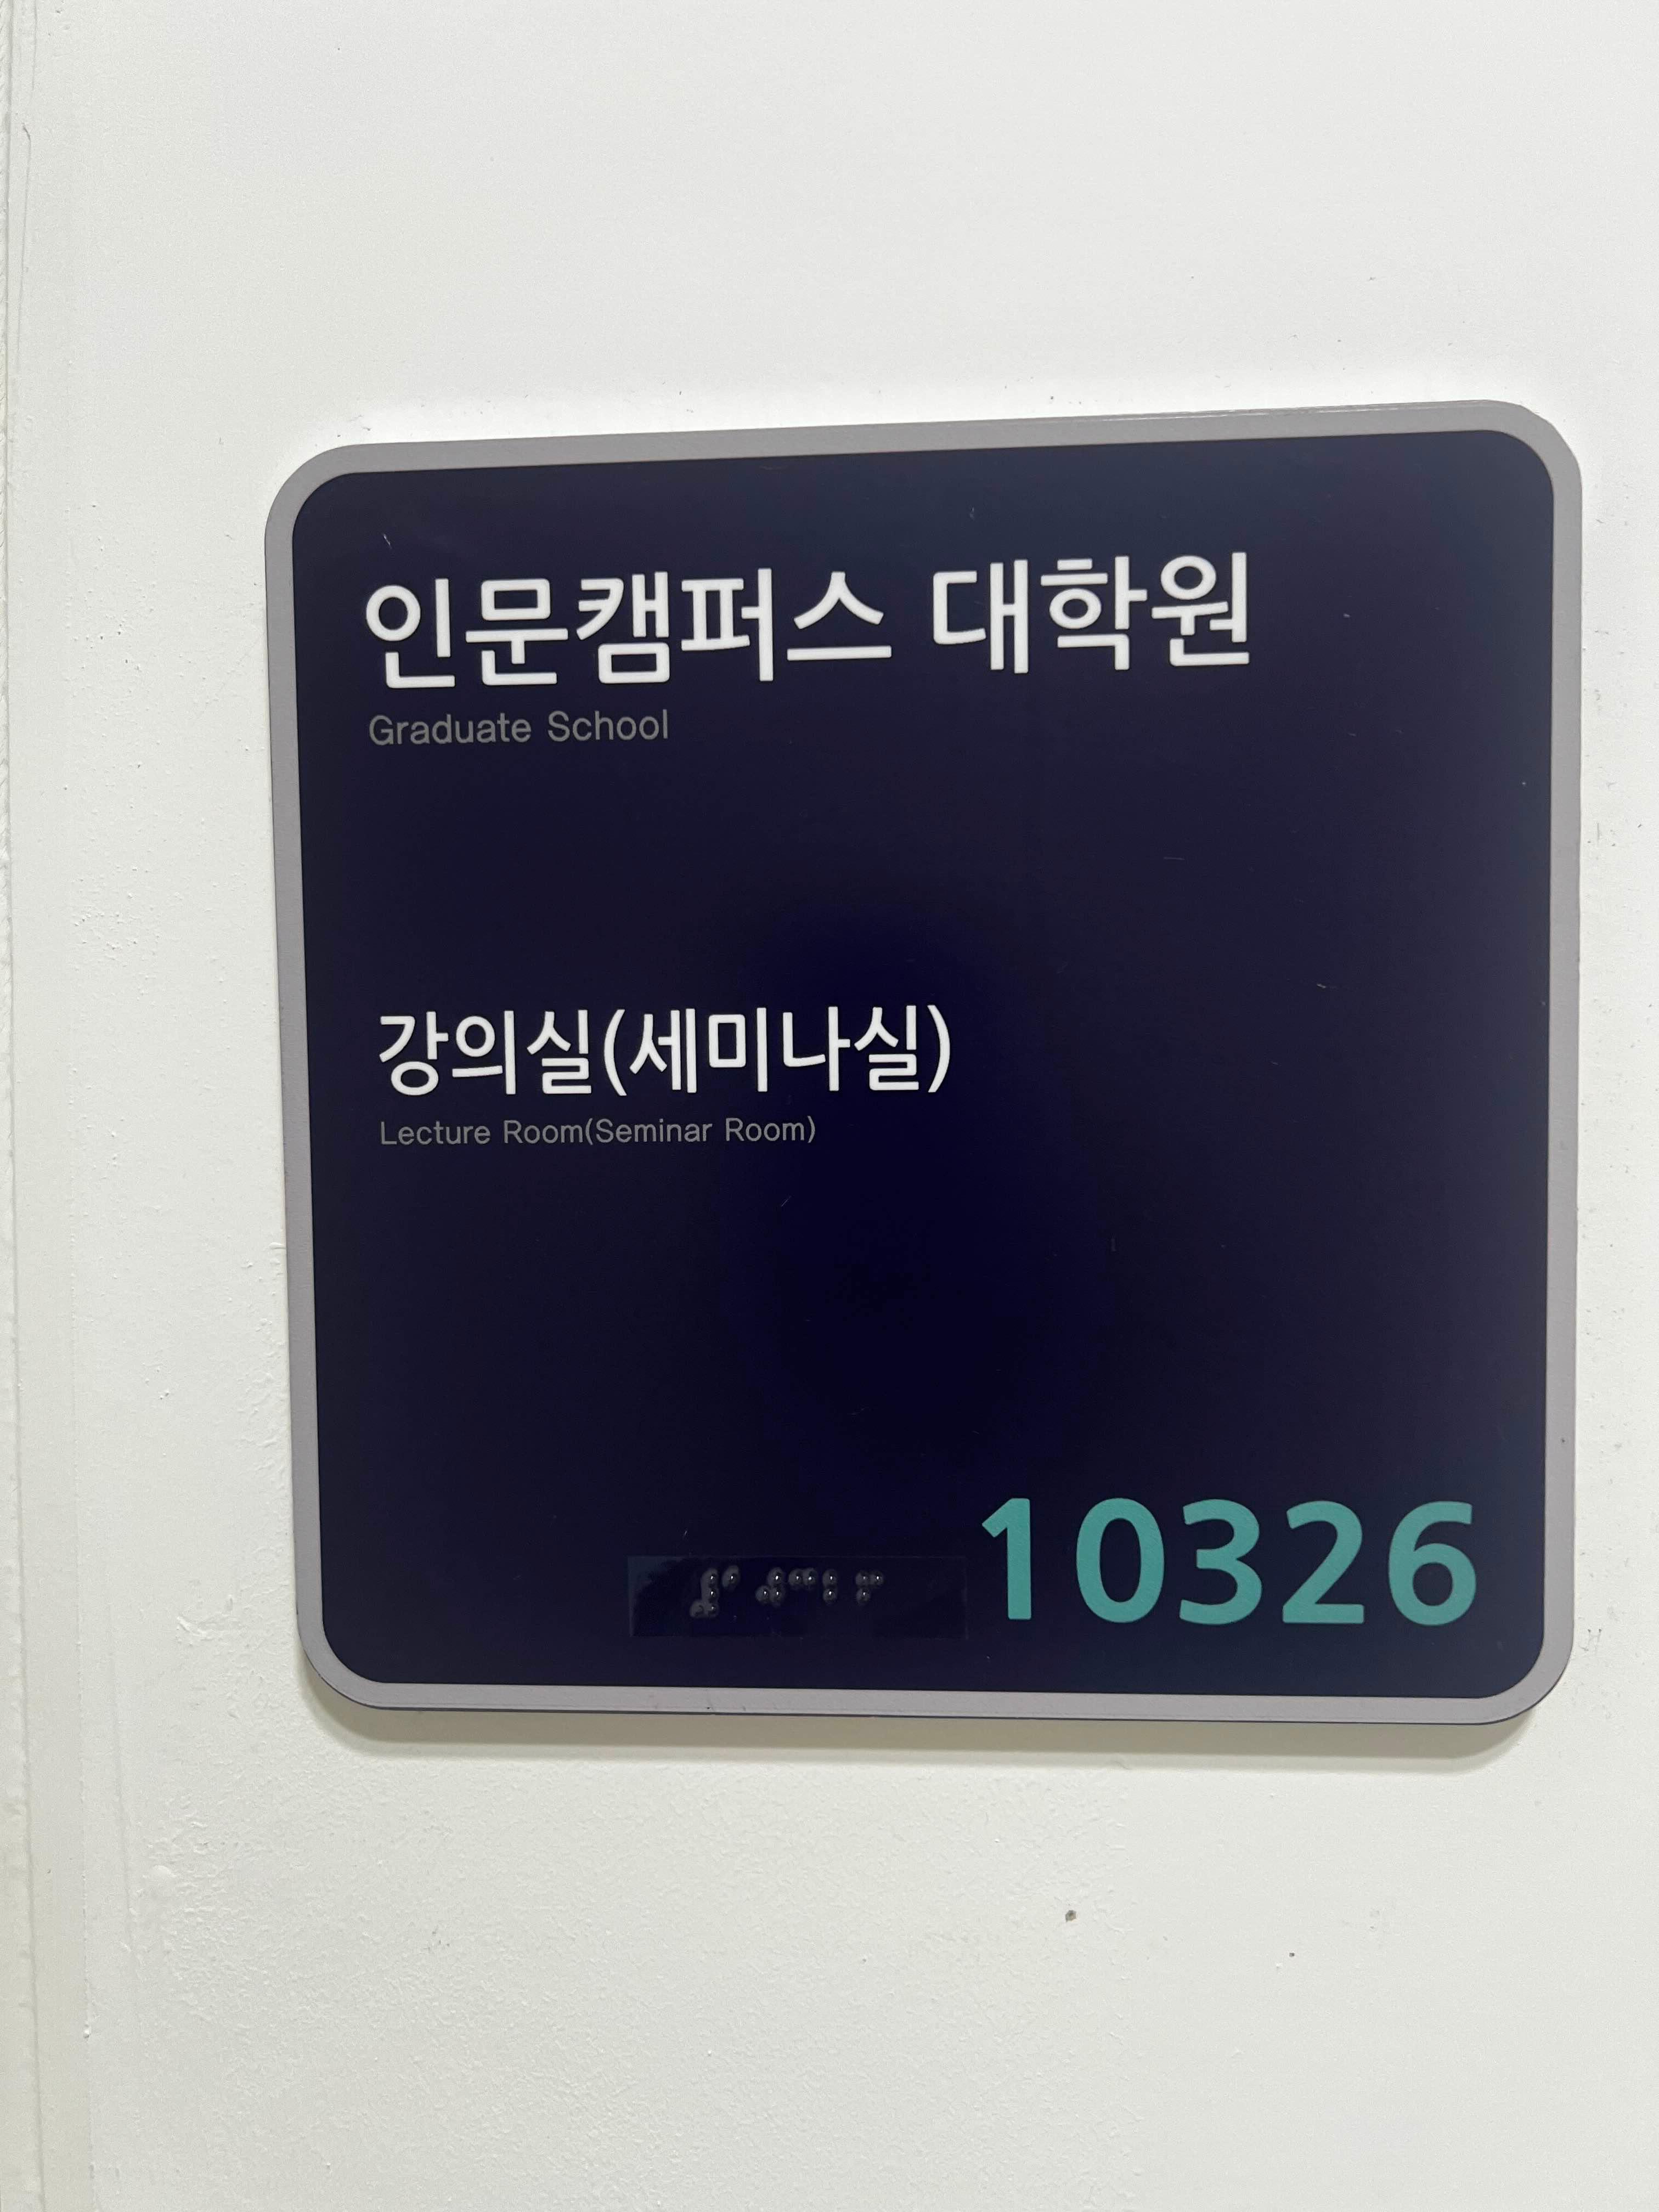 인문캠퍼스 대학원
Graduate School
강의실(세미나실)
Lecture Room(Seminar Room)
10326